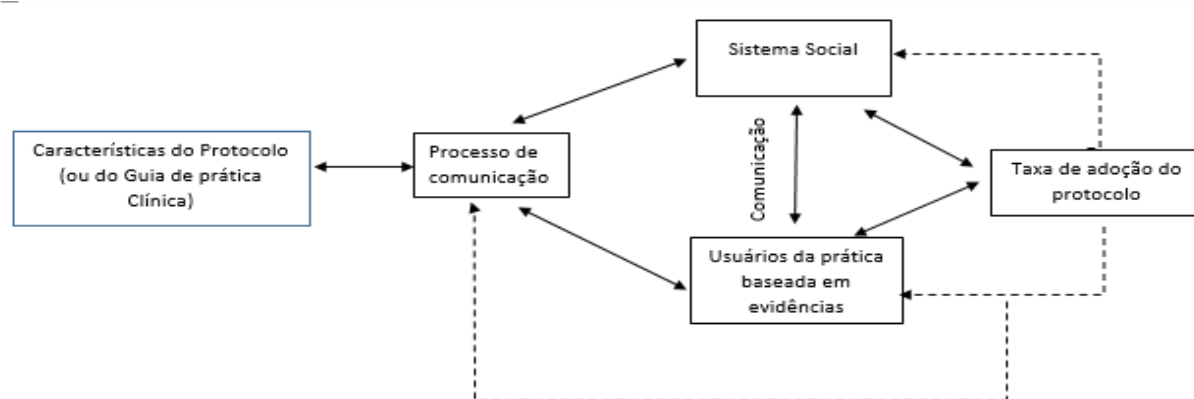 Sistema Social
Características do Protocolo
(ou do Guia de prática
Clínica)
Processo de
comunicação
Comunicação
Taxa de adoção do
protocolo
Usuários da prática
baseada em
evidências